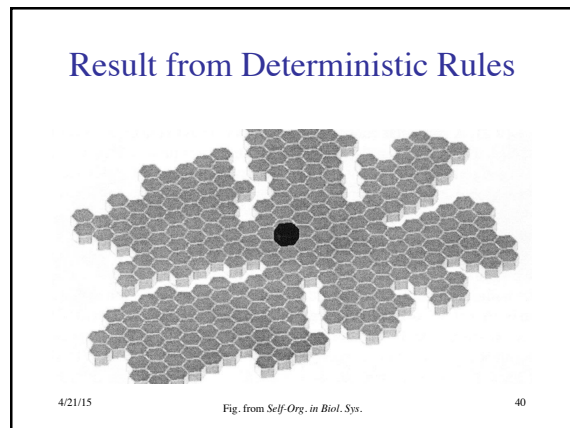 Result from Deterministic Rules
4/21/15
Fig. from Self-Org. in Biol. Sys.
40